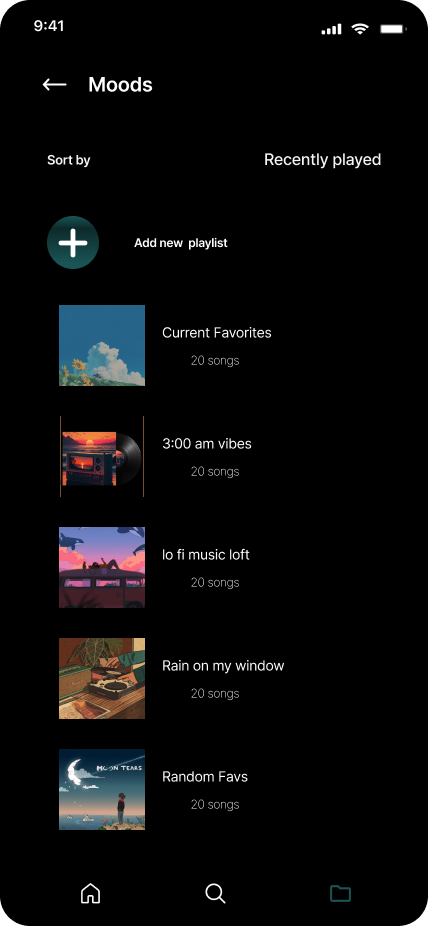 9:41
Moods
Sort by
Recently played
Add new playlist
Current Favorites
20 songs
3:00 am vibes
20 songs
lo fi music loft
20 songs
Rain on my window
20 songs
MOON TEARS
Random Favs
20 songs